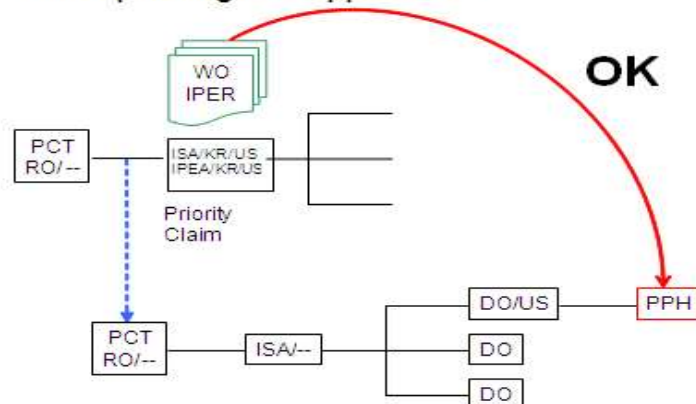 WO
IPER
OK
PCT
RO/--
ISA/KR/US
IPEA/KR/US
Priority
Claim
DO/US
PPH
PCT
RO/--
ISA/--
DO
DO